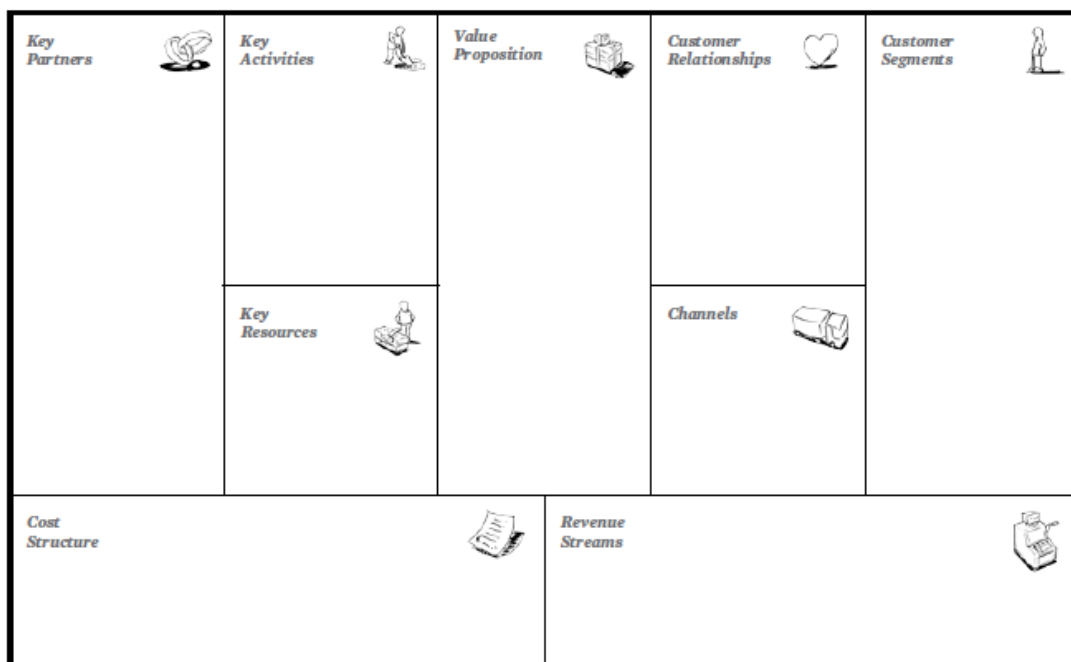 Key
Partners
Key
Activities
Value
Proposition
Customer
Relationships
Customer
Segments
Key
Resources
Channels
Cost
Structure
Revenue
Streams